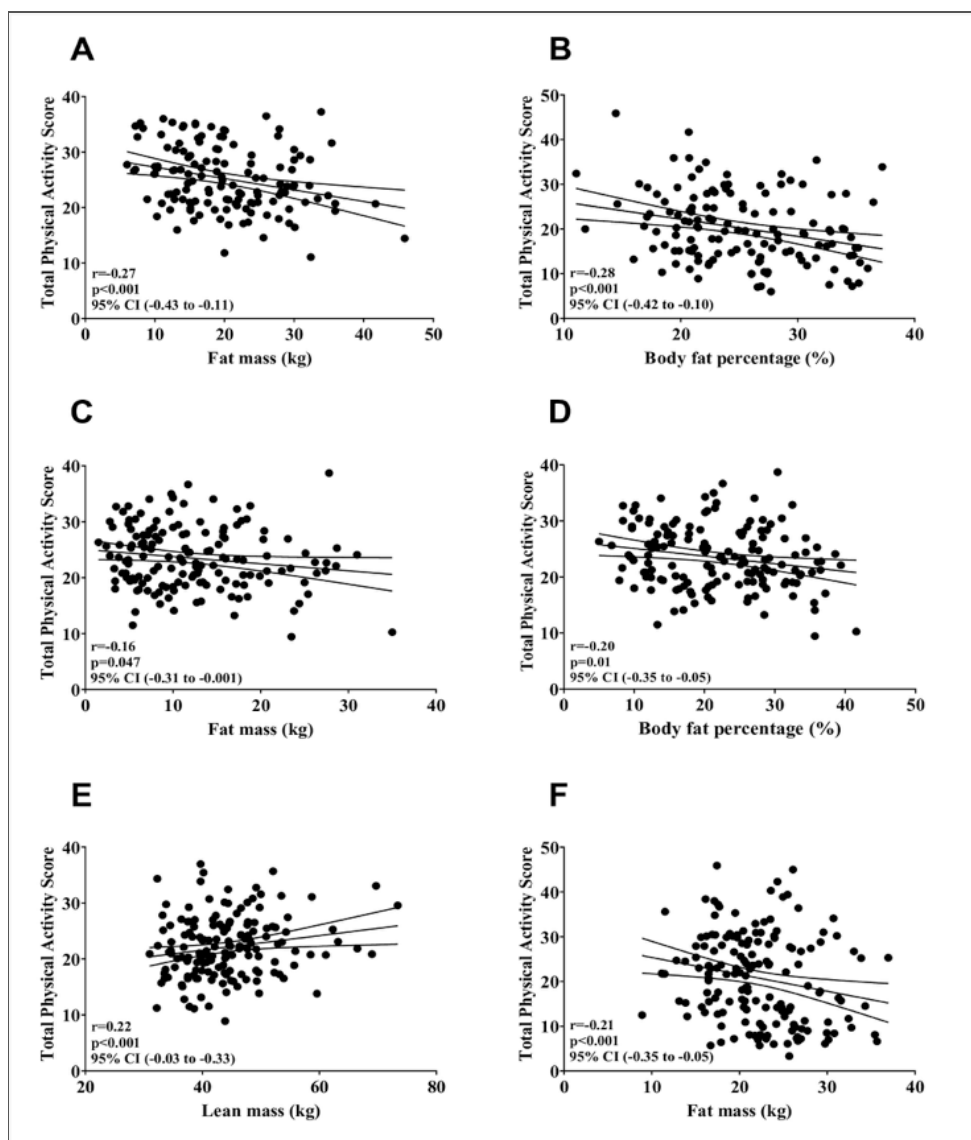 A
Total Physical Activity Score
40
30
20
10
0
r=-0.27
p<0.001
95% CI (-0.43 to -0.11)
0 10 20 30 40 50
Fat mass (kg)
B
Total Physical Activity Score
50
40
30
20
10
0
r=-0.28
p<0.001
95% CI (-0.42 to -0.10)
10 20 30 40
Body fat percentage (%)
C
Total Physical Activity Score
40
30
20
10
0
r=-0.16
p=0.047
95% CI (-0.31 to -0.001)
0 10 20 30 40
Fat mass (kg)
D
Total Physical Activity Score
40
30
20
10
0
r=-0.20
p=0.01
95% CI (-0.35 to -0.05)
0 10 20 30 40 50
Body fat percentage (%)
E
Total Physical Activity Score
40
30
20
10
0
r=0.22
p<0.001
95% CI (-0.03 to -0.33)
20 40 60 80
Lean mass (kg)
F
Total Physical Activity Score
50
40
30
20
10
0
r=-0.21
p<0.001
95% CI (-0.35 to -0.05)
0 10 20 30 40
Fat mass (kg)